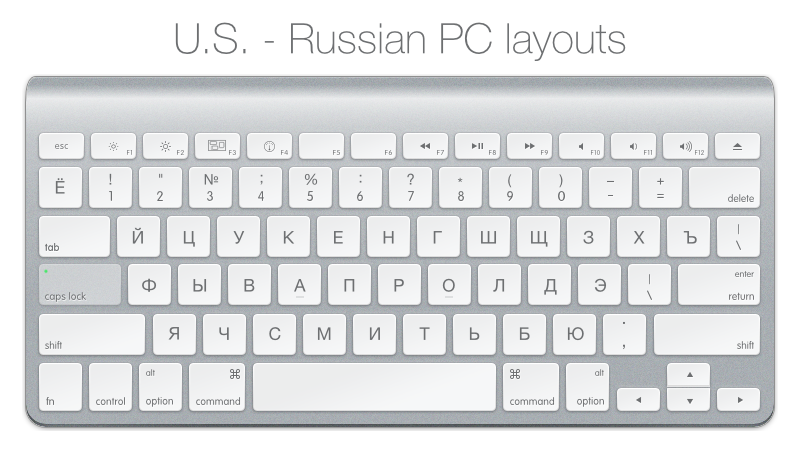 U.S. - Russian PC layouts
esc F1 F2 F3 F4 F5 F6 F7 F8 F9 F10 F11 F12
Ё ! 1 " 2 № 3 ; 4 % 5 : 6 ? 7 * 8 ( 9 ) 0 – - + = delete
tab Й Ц У К Е Н Г Ш Щ З Х Ъ | \
caps lock Ф Ы В А П Р О Л Д Э | \ enter return
shift Я Ч С М И Т Ь Б Ю . , shift
fn control alt option ⌘ command ⌘ command alt option